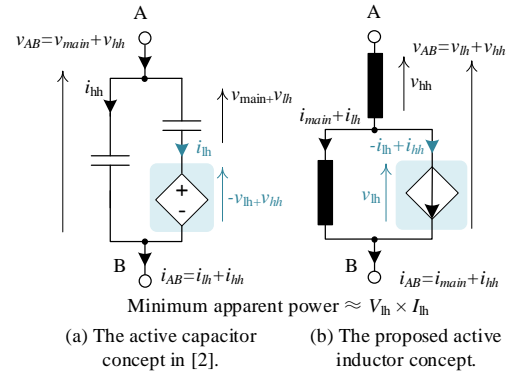 A
v_AB=v_main+v_hh
i_hh
v_main+v_lh
i_lh
+
-
-v_lh+v_hh
B
i_AB=i_lh+i_hh
A
v_AB=v_lh+v_hh
v_hh
i_main+i_lh
-i_lh+i_hh
v_lh
B
i_AB=i_main+i_hh
Minimum apparent power ≈ V_lh × I_lh
(a) The active capacitor
concept in [2].
(b) The proposed active
inductor concept.